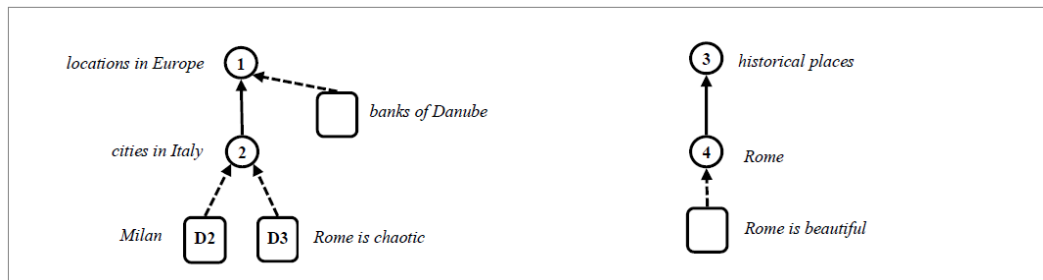 locations in Europe
1
3
historical places
banks of Danube
cities in Italy
2
4
Rome
Milan
D2
D3
Rome is chaotic
Rome is beautiful